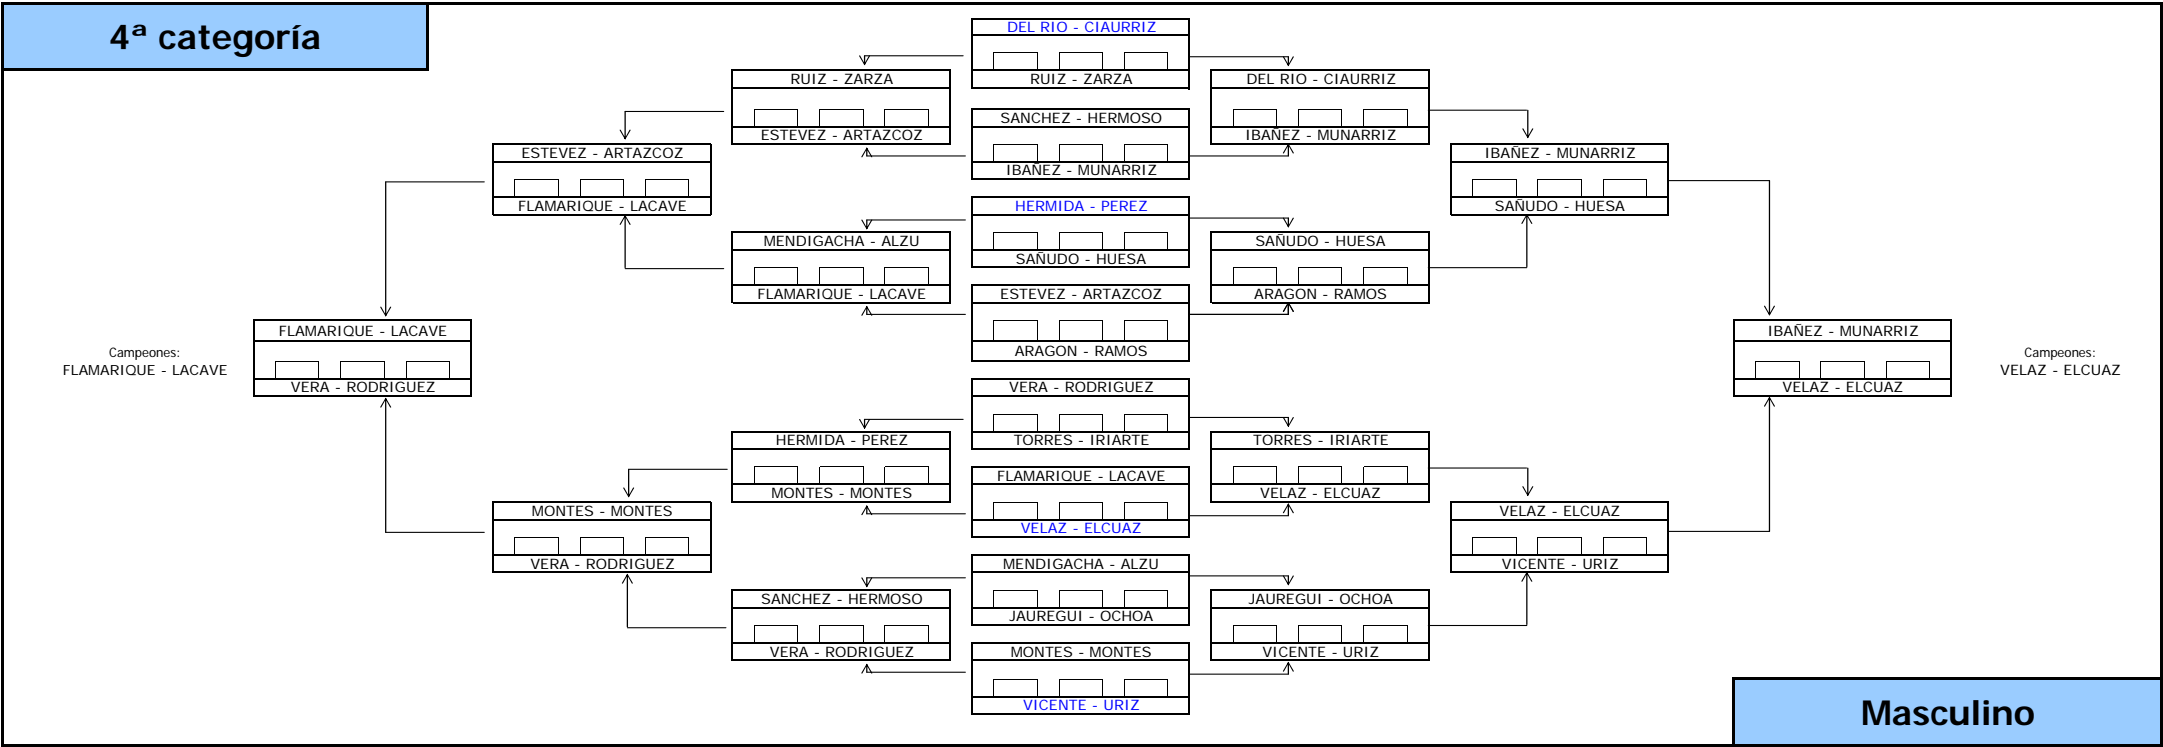 4ª categoría
DEL RIO - CIAURRIZ
RUIZ - ZARZA
SANCHEZ - HERMOSO
IBAÑEZ - MUNARRIZ
HERMIDA - PEREZ
SAÑUDO - HUESA
ESTEVEZ - ARTAZCOZ
ARAGON - RAMOS
VERA - RODRIGUEZ
TORRES - IRIARTE
FLAMARIQUE - LACAVE
VELAZ - ELCUAZ
MENDIGACHA - ALZU
JAUREGUI - OCHOA
MONTES - MONTES
VICENTE - URIZ
RUIZ - ZARZA
ESTEVEZ - ARTAZCOZ
MENDIGACHA - ALZU
FLAMARIQUE - LACAVE
HERMIDA - PEREZ
MONTES - MONTES
SANCHEZ - HERMOSO
VERA - RODRIGUEZ
ESTEVEZ - ARTAZCOZ
FLAMARIQUE - LACAVE
MONTES - MONTES
VERA - RODRIGUEZ
FLAMARIQUE - LACAVE
VERA - RODRIGUEZ
Campeones:
FLAMARIQUE - LACAVE
DEL RIO - CIAURRIZ
IBAÑEZ - MUNARRIZ
SAÑUDO - HUESA
ARAGON - RAMOS
TORRES - IRIARTE
VELAZ - ELCUAZ
JAUREGUI - OCHOA
VICENTE - URIZ
IBAÑEZ - MUNARRIZ
SAÑUDO - HUESA
VELAZ - ELCUAZ
VICENTE - URIZ
IBAÑEZ - MUNARRIZ
VELAZ - ELCUAZ
Campeones:
VELAZ - ELCUAZ
Masculino